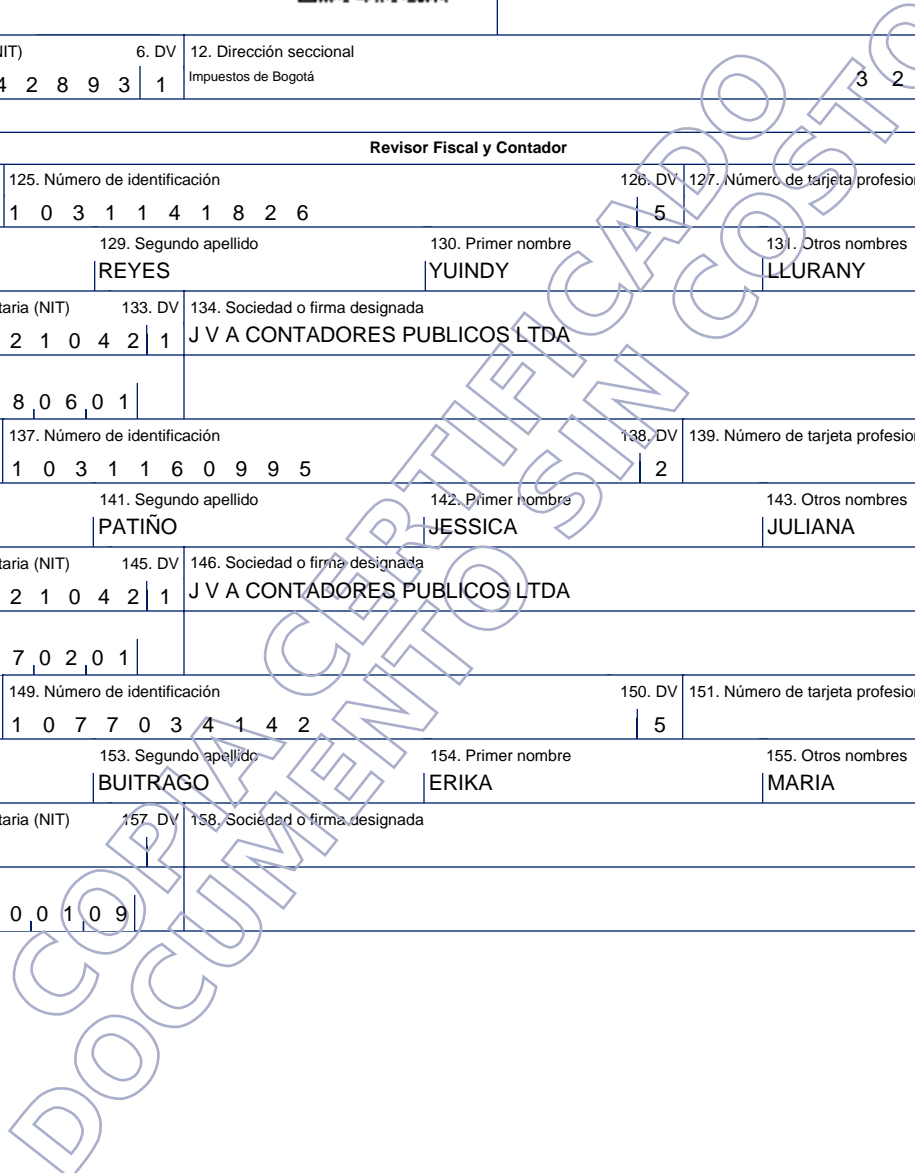 NIT) 6. DV 12. Dirección seccional
4 2 8 9 3 1 Impuestos de Bogotá 3 2
Revisor Fiscal y Contador
125. Número de identificación 126. DV 127. Número de tarjeta profesion
1 0 3 1 1 4 1 8 2 6 5
129. Segundo apellido 130. Primer nombre 131. Otros nombres
REYES YUINDY LLURANY
taria (NIT) 133. DV 134. Sociedad o firma designada
2 1 0 4 2 1 J V A CONTADORES PUBLICOS LTDA
8 0 6 0 1
137. Número de identificación 138. DV 139. Número de tarjeta profesion
1 0 3 1 1 6 0 9 9 5 2
141. Segundo apellido 142. Primer nombre 143. Otros nombres
PATIÑO JESSICA JULIANA
taria (NIT) 145. DV 146. Sociedad o firma designada
2 1 0 4 2 1 J V A CONTADORES PUBLICOS LTDA
7 0 2 0 1
149. Número de identificación 150. DV 151. Número de tarjeta profesion
1 0 7 7 0 3 4 1 4 2 5
153. Segundo apellido 154. Primer nombre 155. Otros nombres
BUITRAGO ERIKA MARIA
taria (NIT) 157. DV 158. Sociedad o firma designada
0 0 1 0 9
COPIA CERTIFICADO
DOCUMENTO SIN COSTO